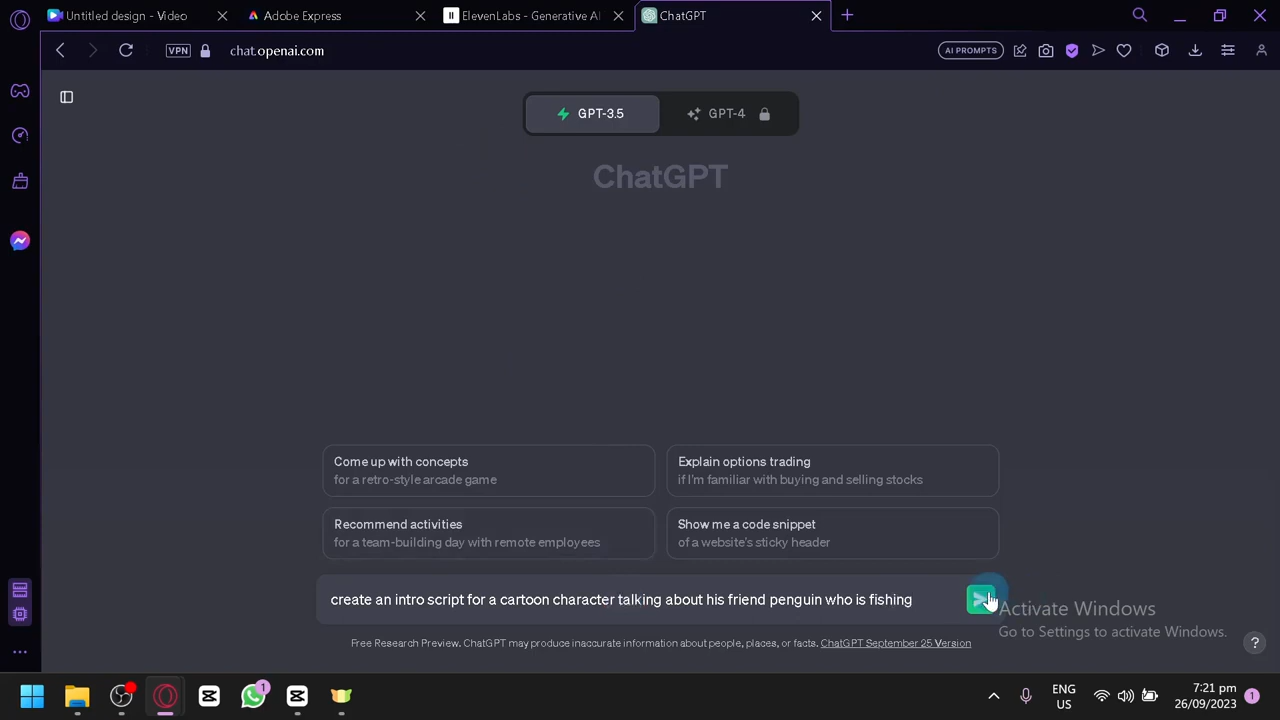 Untitled design - Video
Adobe Express
ElevenLabs - Generative AI
ChatGPT
VPN
chat.openai.com
AI PROMPTS
GPT-3.5
GPT-4
ChatGPT
Come up with concepts
for a retro-style arcade game
Explain options trading
if I'm familiar with buying and selling stocks
Recommend activities
for a team-building day with remote employees
Show me a code snippet
of a website's sticky header
create an intro script for a cartoon character talking about his friend penguin who is fishing
Activate Windows
Go to Settings to activate Windows.
Free Research Preview. ChatGPT may produce inaccurate information about people, places, or facts. ChatGPT September 25 Version
?
1
ENG
US
7:21 pm
26/09/2023
1